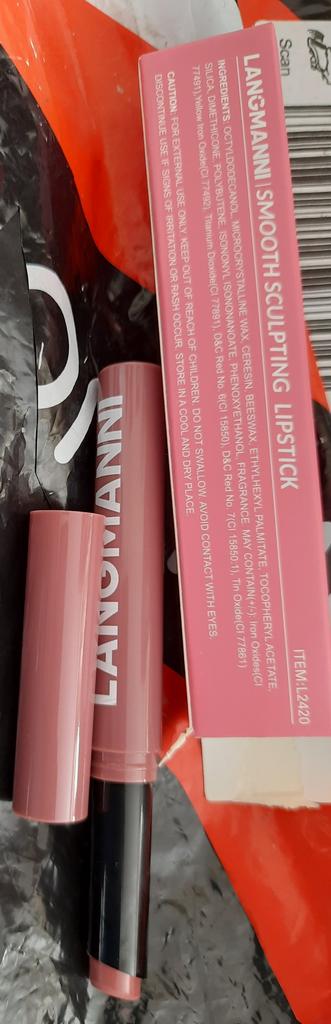 LANGMANNI | SMOOTH SCULPTING LIPSTICK
ITEM:L2420
INGREDIENTS: OCTYLDODECANOL, MICROCRYSTALLINE WAX, CERESIN, BEESWAX, ETHYLHEXYL PALMITATE, TOCOPHERYL ACETATE,
SILICA, DIMETHICONE, POLYBUTENE, ISONONYL ISONONANOATE, PHENOXYETHANOL, FRAGRANCE. MAY CONTAIN(+/-): Iron Oxides(CI
77491),Yellow Iron Oxide(CI 77492), Titanium Dioxide(CI 77891), D&C Red No. 6(CI 15850), D&C Red No. 7(CI 15850:1), Tin Oxide(CI 77861)
CAUTION: FOR EXTERNAL USE ONLY. KEEP OUT OF REACH OF CHILDREN. DO NOT SWALLOW. AVOID CONTACT WITH EYES.
DISCONTINUE USE IF SIGNS OF IRRITATION OR RASH OCCUR. STORE IN A COOL AND DRY PLACE.
LANGMANNI
Scan